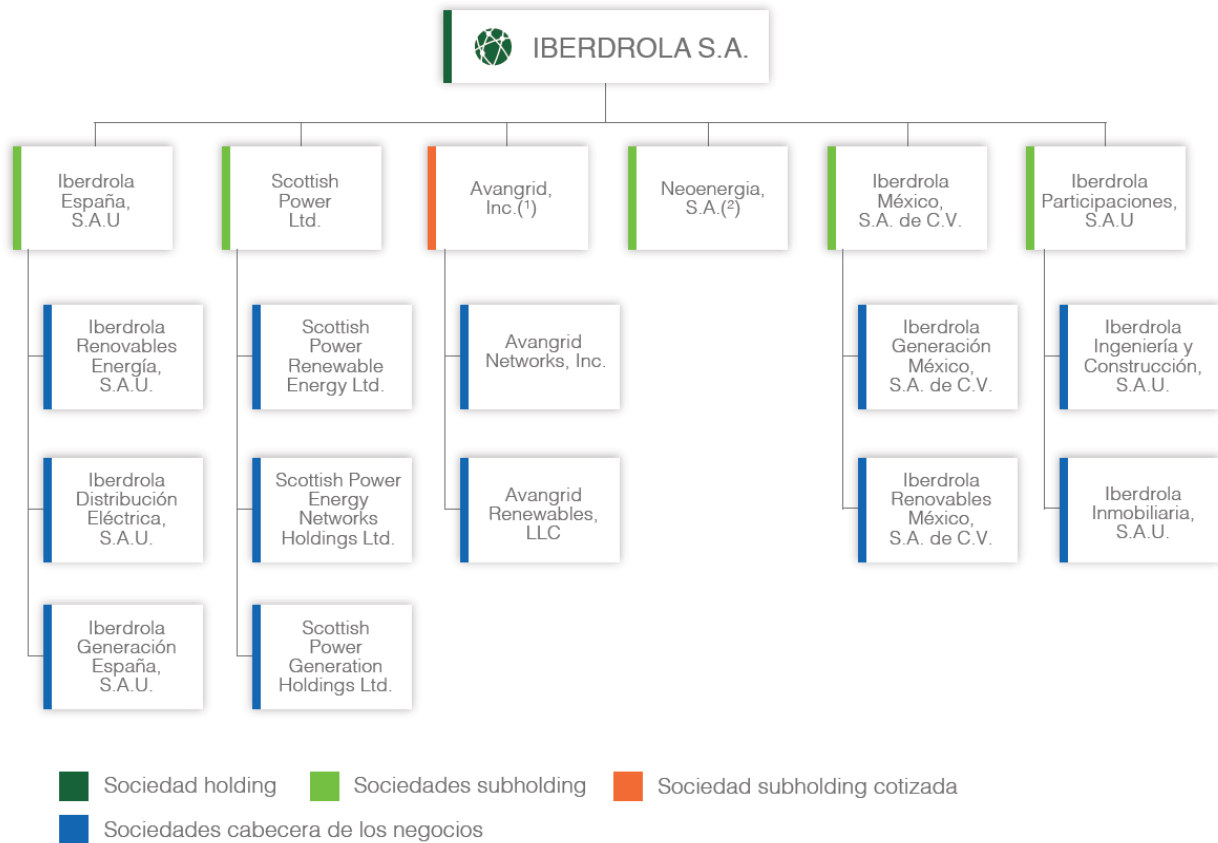 IBERDROLA S.A.
Iberdrola
España,
S.A.U
Scottish
Power
Ltd.
Avangrid,
Inc.(¹)
Neoenergia,
S.A.(²)
Iberdrola
México,
S.A. de C.V.
Iberdrola
Participaciones,
S.A.U
Iberdrola
Renovables
Energía,
S.A.U.
Scottish
Power
Renewable
Energy Ltd.
Avangrid
Networks, Inc.
Iberdrola
Generación
México,
S.A. de C.V.
Iberdrola
Ingeniería y
Construcción,
S.A.U.
Iberdrola
Distribución
Eléctrica,
S.A.U.
Scottish Power
Energy
Networks
Holdings Ltd.
Avangrid
Renewables,
LLC
Iberdrola
Renovables
México,
S.A. de C.V.
Iberdrola
Inmobiliaria,
S.A.U.
Iberdrola
Generación
España,
S.A.U.
Scottish
Power
Generation
Holdings Ltd.
Sociedad holding
Sociedades subholding
Sociedad subholding cotizada
Sociedades cabecera de los negocios